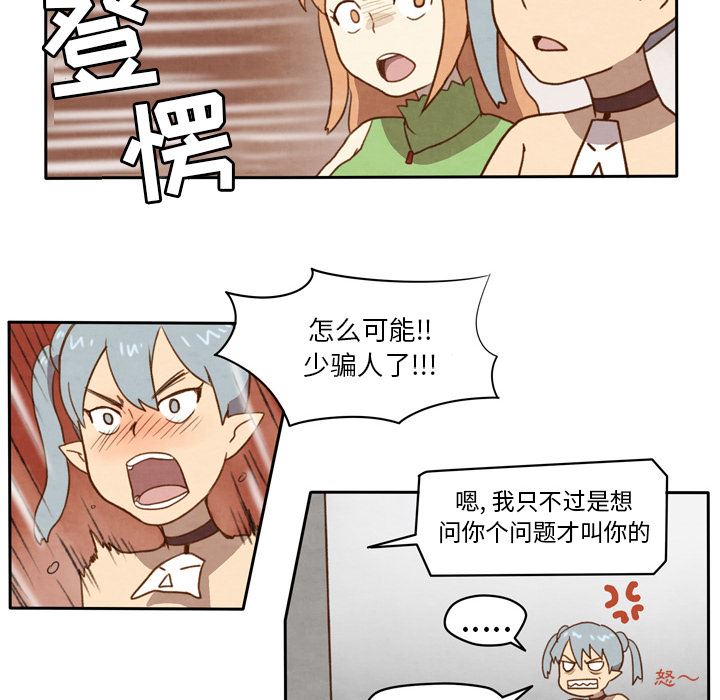 登
愣
怎么可能!!
少骗人了!!!
嗯, 我只不过是想
问你个问题才叫你的
.....
怒~